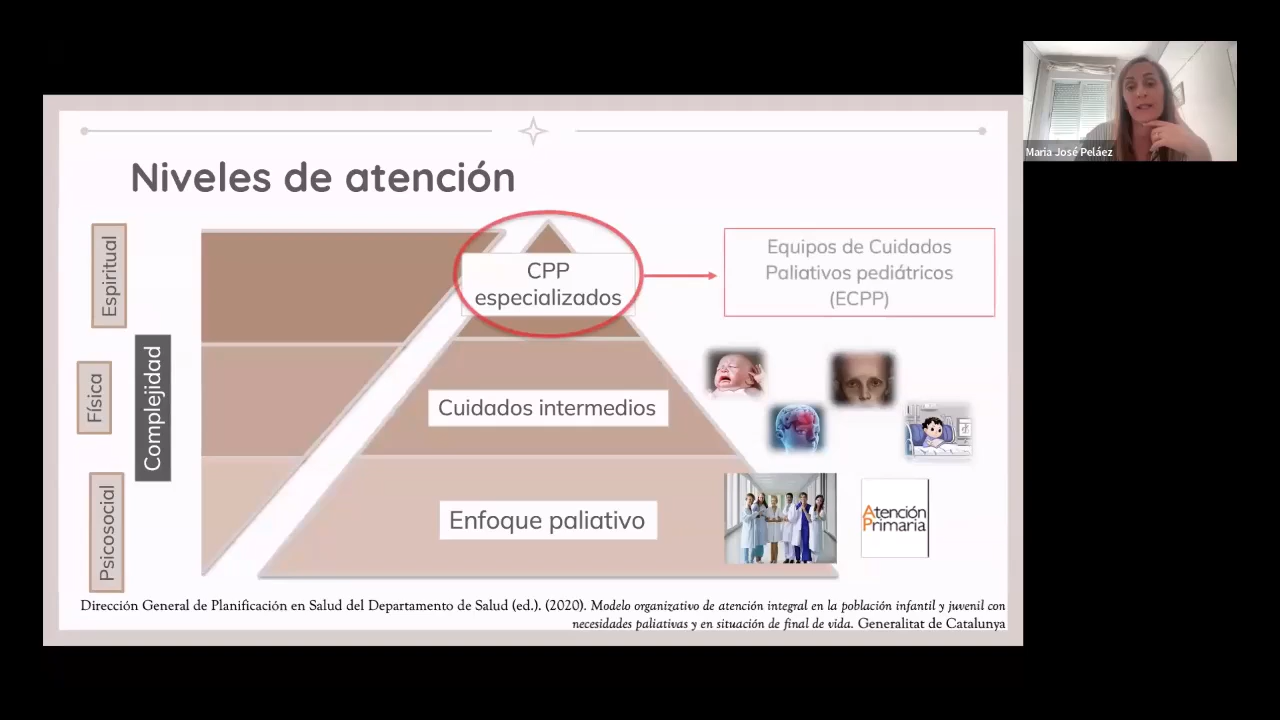 Maria José Peláez
Niveles de atención
Espiritual
Física
Complejidad
Psicosocial
CPP
especializados
Equipos de Cuidados
Paliativos pediátricos
(ECPP)
Cuidados intermedios
Enfoque paliativo
Atención
Primaria
Dirección General de Planificación en Salud del Departamento de Salud (ed.). (2020). Modelo organizativo de atención integral en la población infantil y juvenil con
necesidades paliativas y en situación de final de vida. Generalitat de Catalunya